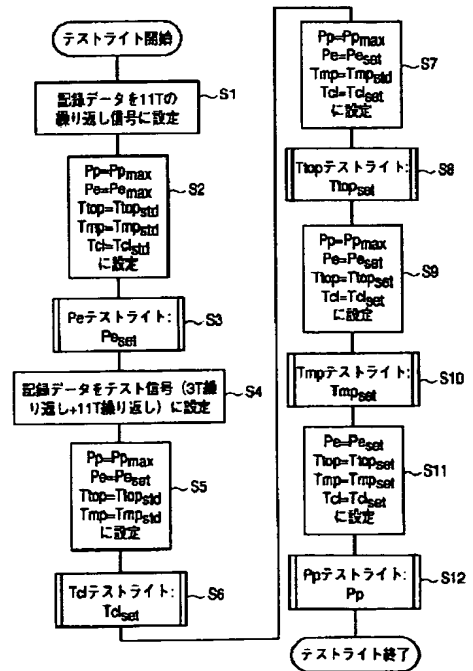 テストライト開始
記録データを11Tの
繰り返し信号に設定
S1
Pp=Ppmax
Pe=Pemax
Ttop=Ttopstd
Tmp=Tmpstd
Tcl=Tclstd
に設定
S2
Peテストライト:
Peset
S3
記録データをテスト信号(3T繰
り返し+11T繰り返し)に設定
S4
Pp=Ppmax
Pe=Peset
Ttop=Ttopstd
Tmp=Tmpstd
に設定
S5
Tclテストライト:
Tclset
S6
Pp=Ppmax
Pe=Peset
Tmp=Tmpstd
Tcl=Tclset
に設定
S7
Ttopテストライト:
Ttopset
S8
Pp=Ppmax
Pe=Peset
Ttop=Ttopset
Tcl=Tclset
に設定
S9
Tmpテストライト:
Tmpset
S10
Pe=Peset
Ttop=Ttopset
Tmp=Tmpset
Tcl=Tclset
に設定
S11
Ppテストライト:
Pp
S12
テストライト終了